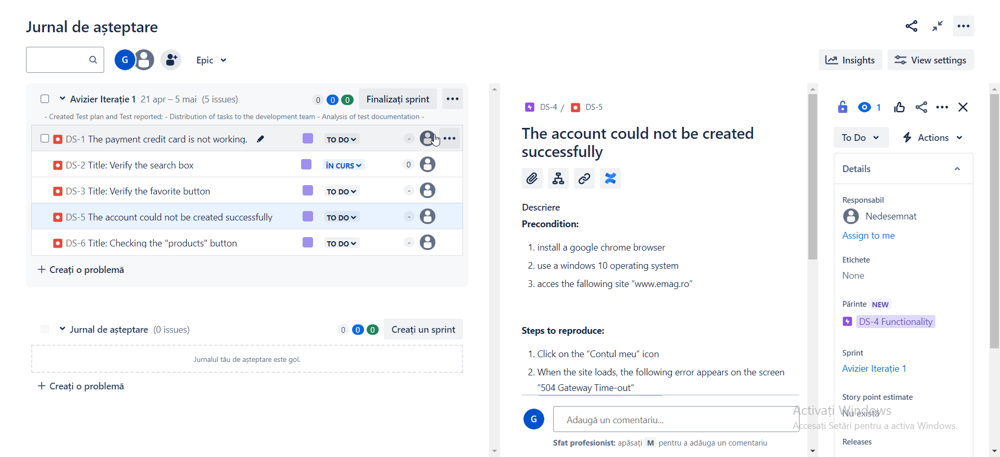 Jurnal de așteptare
G
Epic
Insights
View settings
Avizier Iterație 1 21 apr – 5 mai (5 issues)
0 0 0
Finalizați sprint
- Created Test plan and Test reported; - Distribution of tasks to the development team - Analysis of test documentation -
DS-1 The payment credit card is not working. TO DO -
DS-2 Title: Verify the search box ÎN CURS 0
DS-3 Title: Verify the favorite button TO DO -
DS-5 The account could not be created successfully TO DO -
DS-6 Title: Checking the "products" button TO DO -
+ Creați o problemă
Jurnal de așteptare (0 issues)
0 0 0
Creați un sprint
Jurnalul tău de așteptare este gol.
+ Creați o problemă
DS-4 / DS-5
The account could not be created
successfully
Descriere
Precondition:
1. install a google chrome browser
2. use a windows 10 operating system
3. acces the fallowing site “www.emag.ro”
Steps to reproduce:
1. Click on the “Contul meu” icon
2. When the site loads, the following error appears on the screen
“504 Gateway Time-out”
G
Adaugă un comentariu...
Sfat profesionist: apăsați M pentru a adăuga un comentariu
1
To Do
Actions
Details
Responsabil
Nedesemnat
Assign to me
Etichete
None
Părinte NEW
DS-4 Functionality
Sprint
Avizier Iterație 1
Story point estimate
Nu există
Activați Windows
Accesați Setări pentru a activa Windows.
Releases